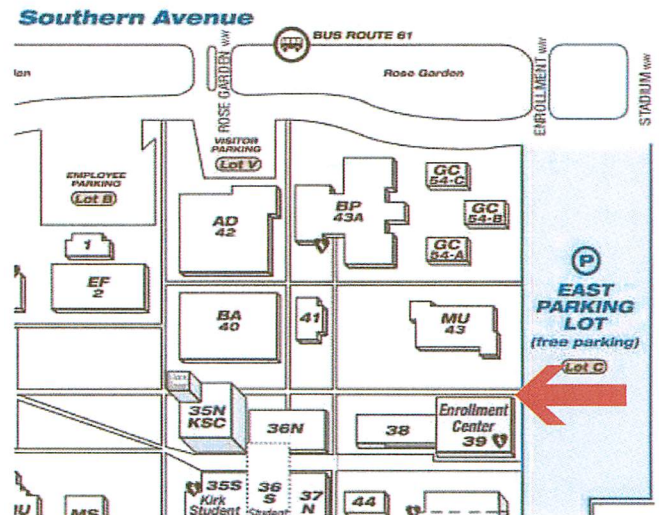 Southern Avenue
BUS ROUTE 61
Rose Garden
ROSE GARDEN WAY
ENROLLMENT WAY
STADIUM WAY
VISITOR
PARKING
Lot V
EMPLOYEE
PARKING
Lot B
GC
54-C
GC
54-B
GC
54-A
BP
43A
AD
42
1
EF
2
P
EAST
PARKING
LOT
(free parking)
Lot C
BA
40
41
MU
43
35N
KSC
36N
38
Enrollment
Center
39
35S
Kirk
Student
36
S
Student
37
N
44
MS